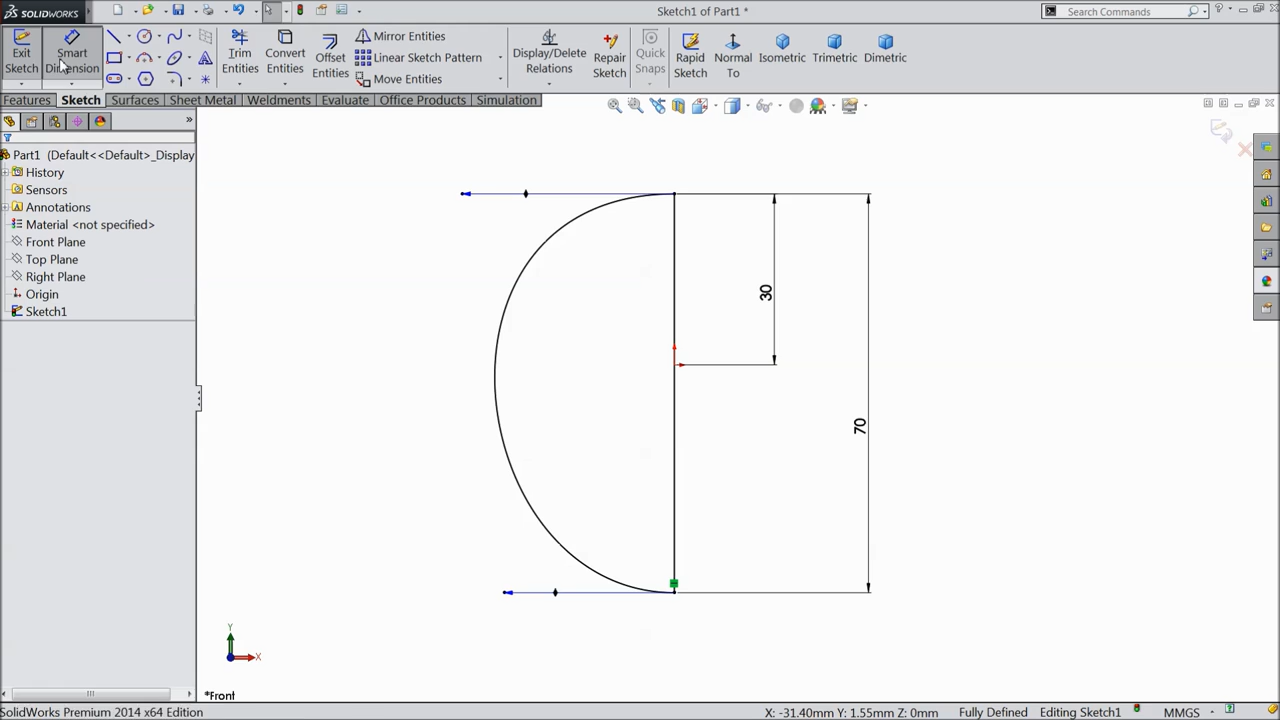 SOLIDWORKS
Sketch1 of Part1 *
Search Commands
Exit Sketch
Smart Dimension
Trim Entities
Convert Entities
Offset Entities
Mirror Entities
Linear Sketch Pattern
Move Entities
Display/Delete Relations
Repair Sketch
Quick Snaps
Rapid Sketch
Normal To
Isometric
Trimetric
Dimetric
Features
Sketch
Surfaces
Sheet Metal
Weldments
Evaluate
Office Products
Simulation
Part1 (Default<<Default>_Display
History
Sensors
Annotations
Material <not specified>
Front Plane
Top Plane
Right Plane
Origin
Sketch1
30
70
Y
X
*Front
SolidWorks Premium 2014 x64 Edition
X: -31.40mm Y: 1.55mm Z: 0mm
Fully Defined
Editing Sketch1
MMGS